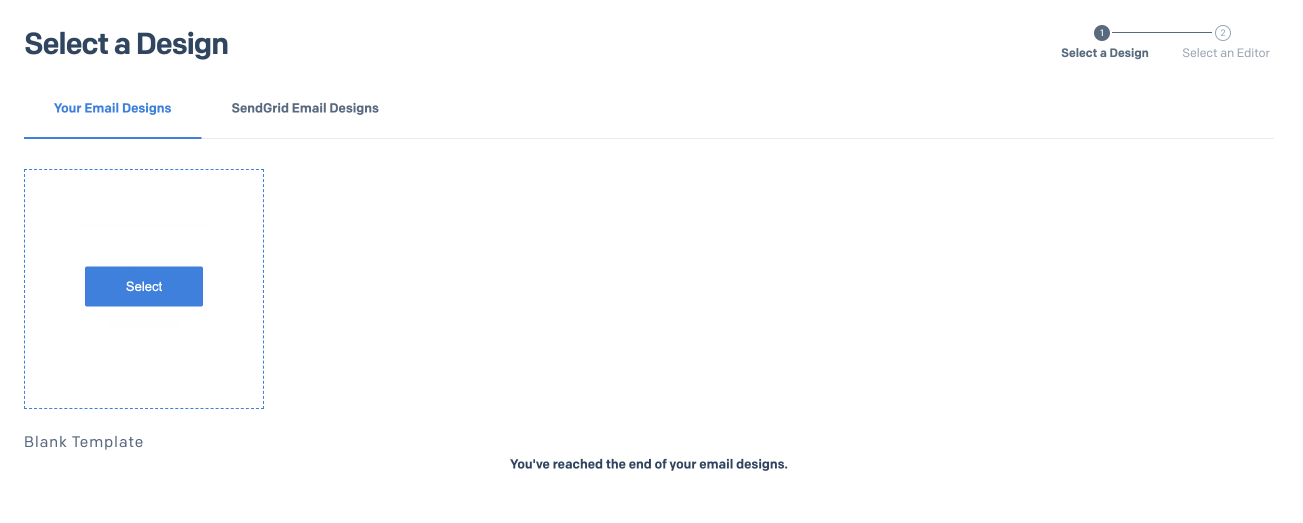 Select a Design
1
2
Select a Design
Select an Editor
Your Email Designs
SendGrid Email Designs
Select
Blank Template
You've reached the end of your email designs.